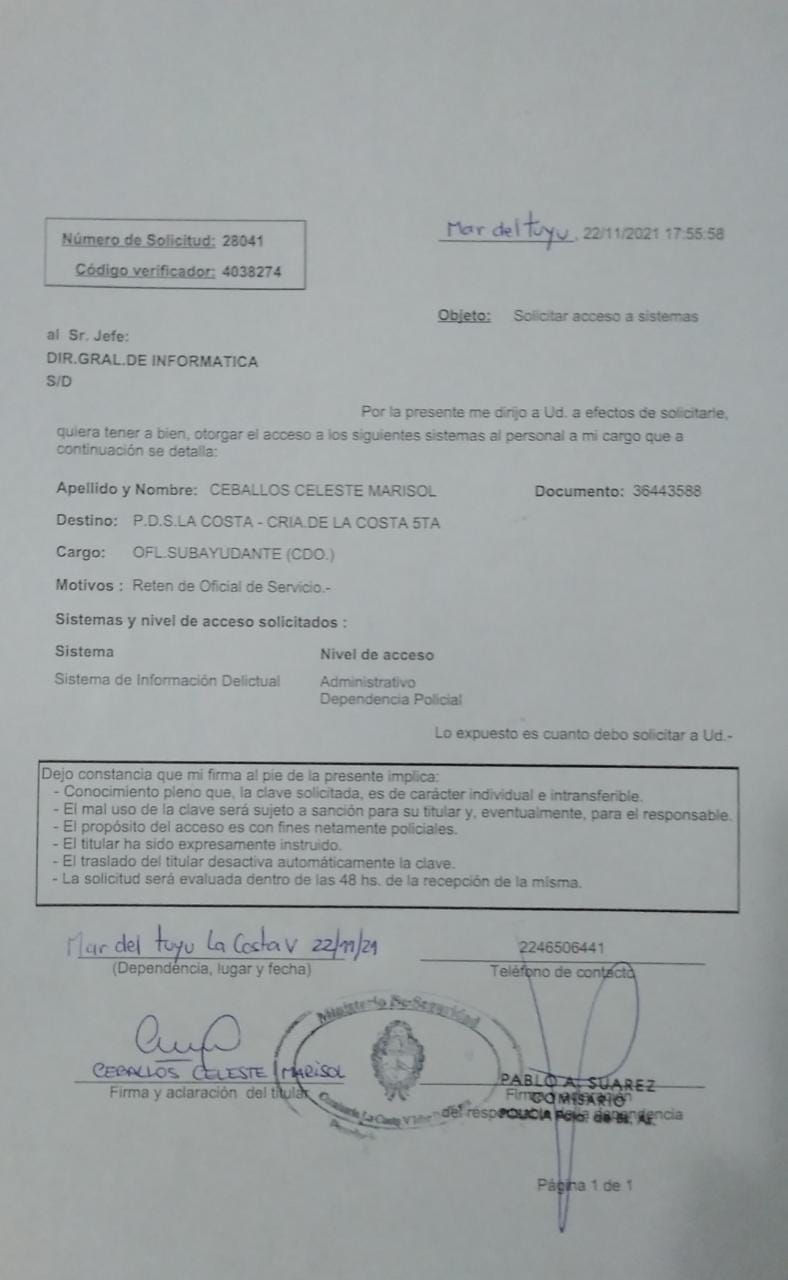 Número de Solicitud: 28041
Código verificador: 4038274
Mar del tuyu, 22/11/2021 17:55:58
Objeto: Solicitar acceso a sistemas
al Sr. Jefe:
DIR.GRAL.DE INFORMATICA
S/D
Por la presente me dirijo a Ud. a efectos de solicitarle,
quiera tener a bien, otorgar el acceso a los siguientes sistemas al personal a mi cargo que a
continuación se detalla:
Apellido y Nombre: CEBALLOS CELESTE MARISOL Documento: 36443588
Destino: P.D.S.LA COSTA - CRIA.DE LA COSTA 5TA
Cargo: OFL.SUBAYUDANTE (CDO.)
Motivos : Reten de Oficial de Servicio.-
Sistemas y nivel de acceso solicitados :
Sistema Nivel de acceso
Sistema de Información Delictual Administrativo
Dependencia Policial
Lo expuesto es cuanto debo solicitar a Ud.-
Dejo constancia que mi firma al pie de la presente implica:
- Conocimiento pleno que, la clave solicitada, es de carácter individual e intransferible.
- El mal uso de la clave será sujeto a sanción para su titular y, eventualmente, para el responsable.
- El propósito del acceso es con fines netamente policiales.
- El titular ha sido expresamente instruido.
- El traslado del titular desactiva automáticamente la clave.
- La solicitud será evaluada dentro de las 48 hs. de la recepción de la misma.
Mar del tuyu La Costa V 22/11/21
(Dependencia, lugar y fecha)
2246506441
Teléfono de contacto
Ministerio De Seguridad
CEBALLOS CELESTE MARISOL
Firma y aclaración del titular
La Costa V
PABLO A. SUAREZ
COMISARIO
POLICIA Pcia. de Bs. As.
Página 1 de 1